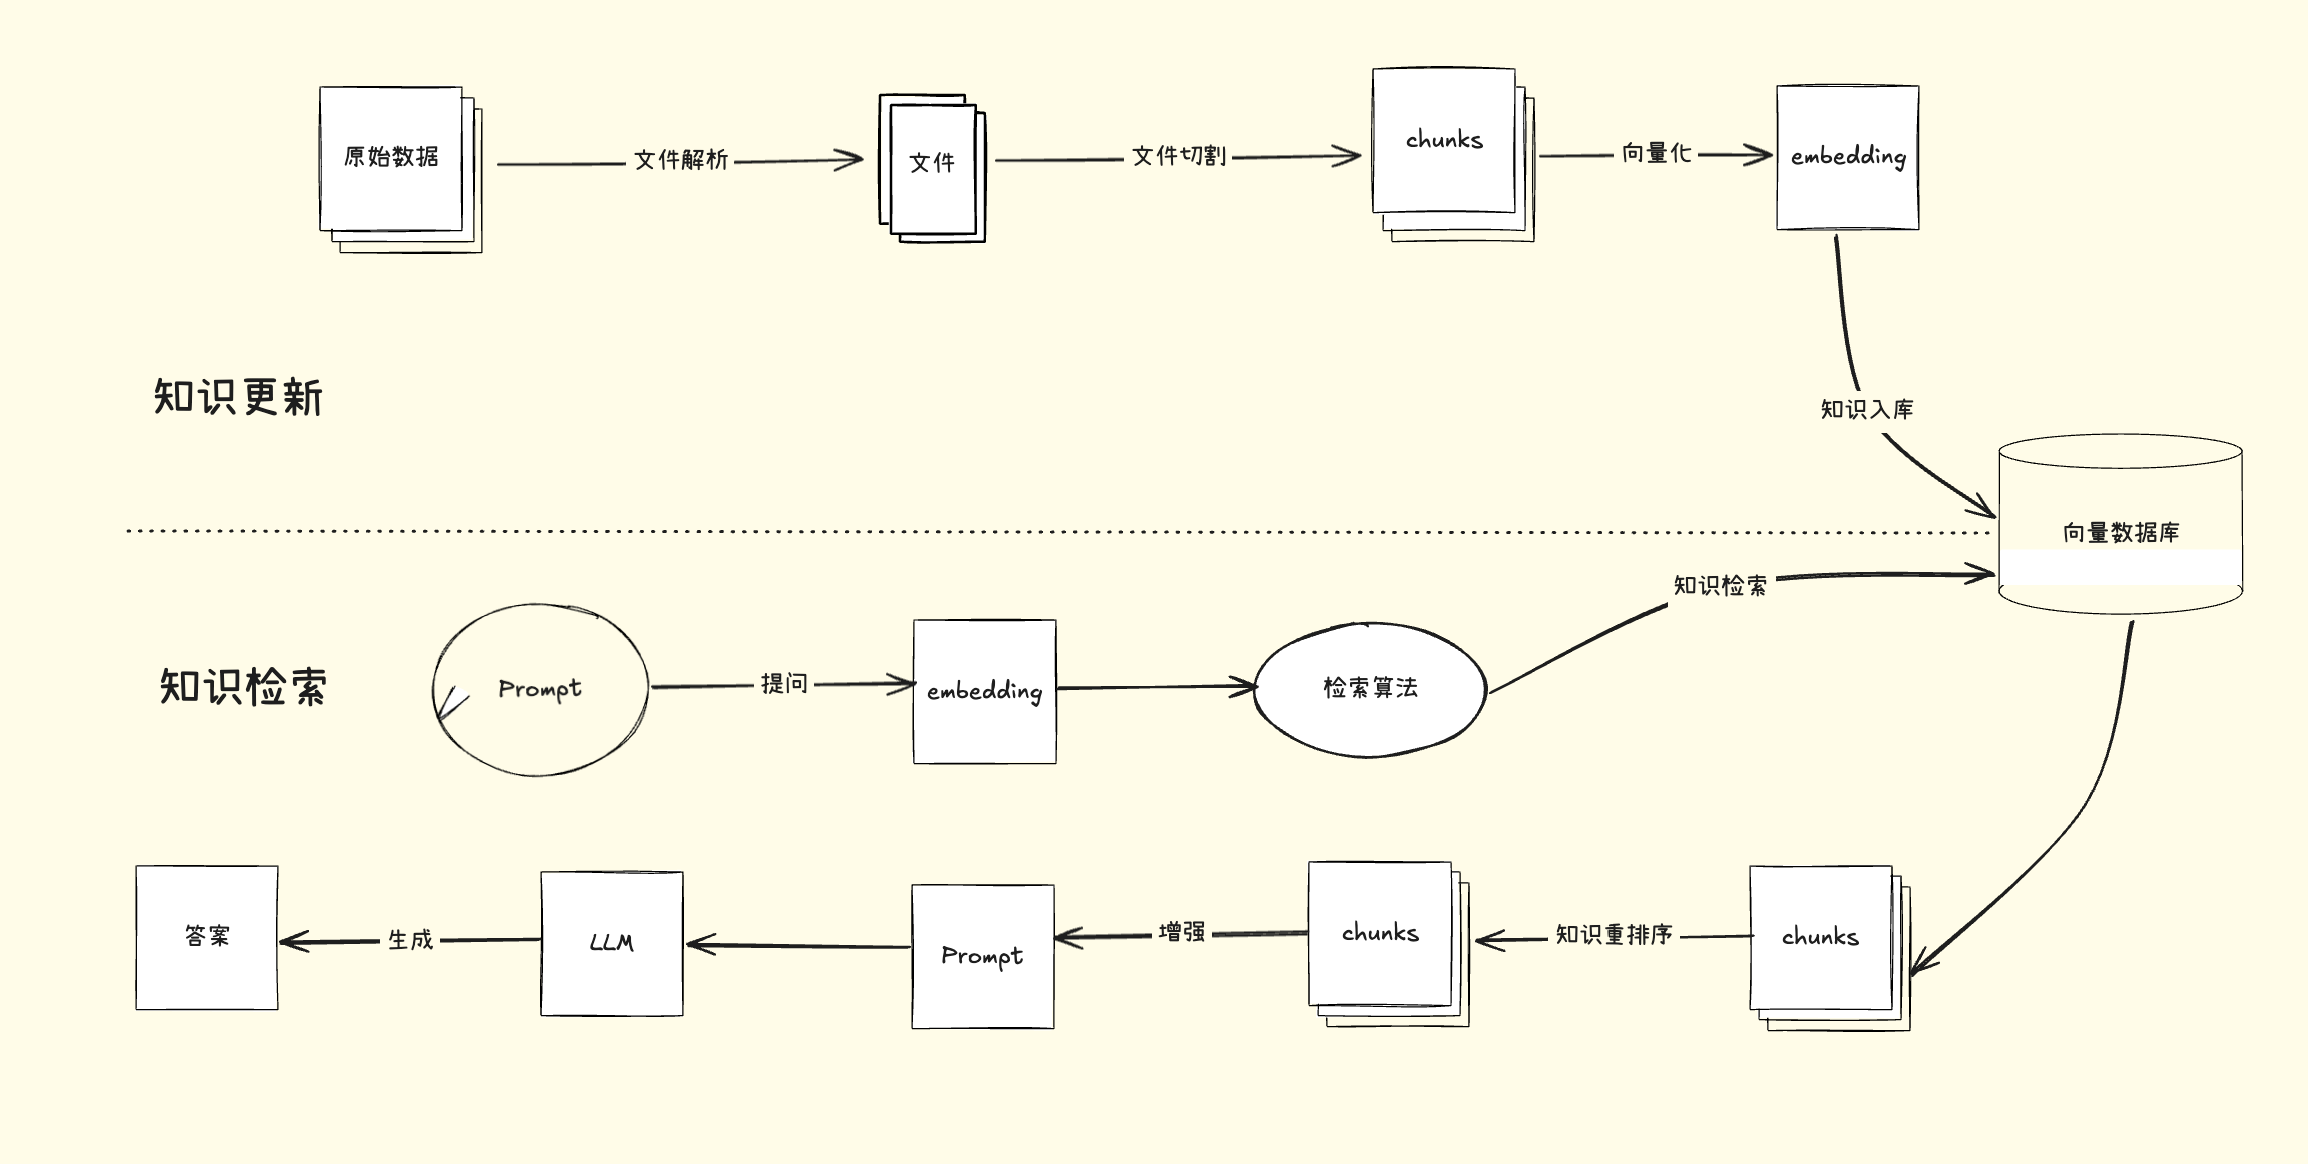 原始数据
文件解析
文件
文件切割
chunks
向量化
embedding
知识更新
知识入库
向量数据库
知识检索
知识检索
Prompt
提问
embedding
检索算法
答案
生成
LLM
Prompt
增强
chunks
知识重排序
chunks